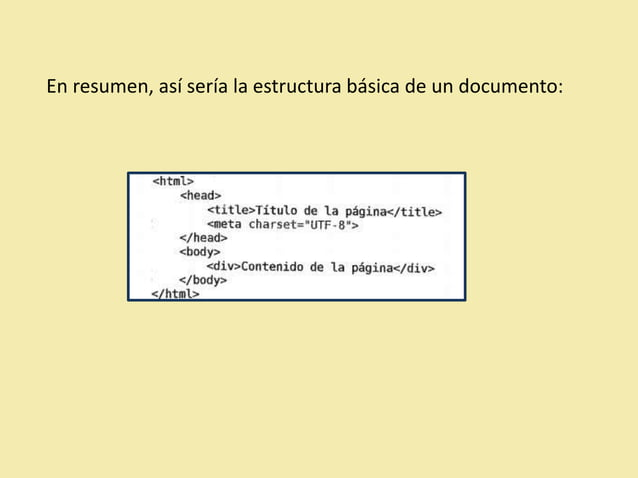 En resumen, así sería la estructura básica de un documento:
<html>
<head>
<title>Título de la página</title>
<meta charset="UTF-8">
</head>
<body>
<div>Contenido de la página</div>
</body>
</html>